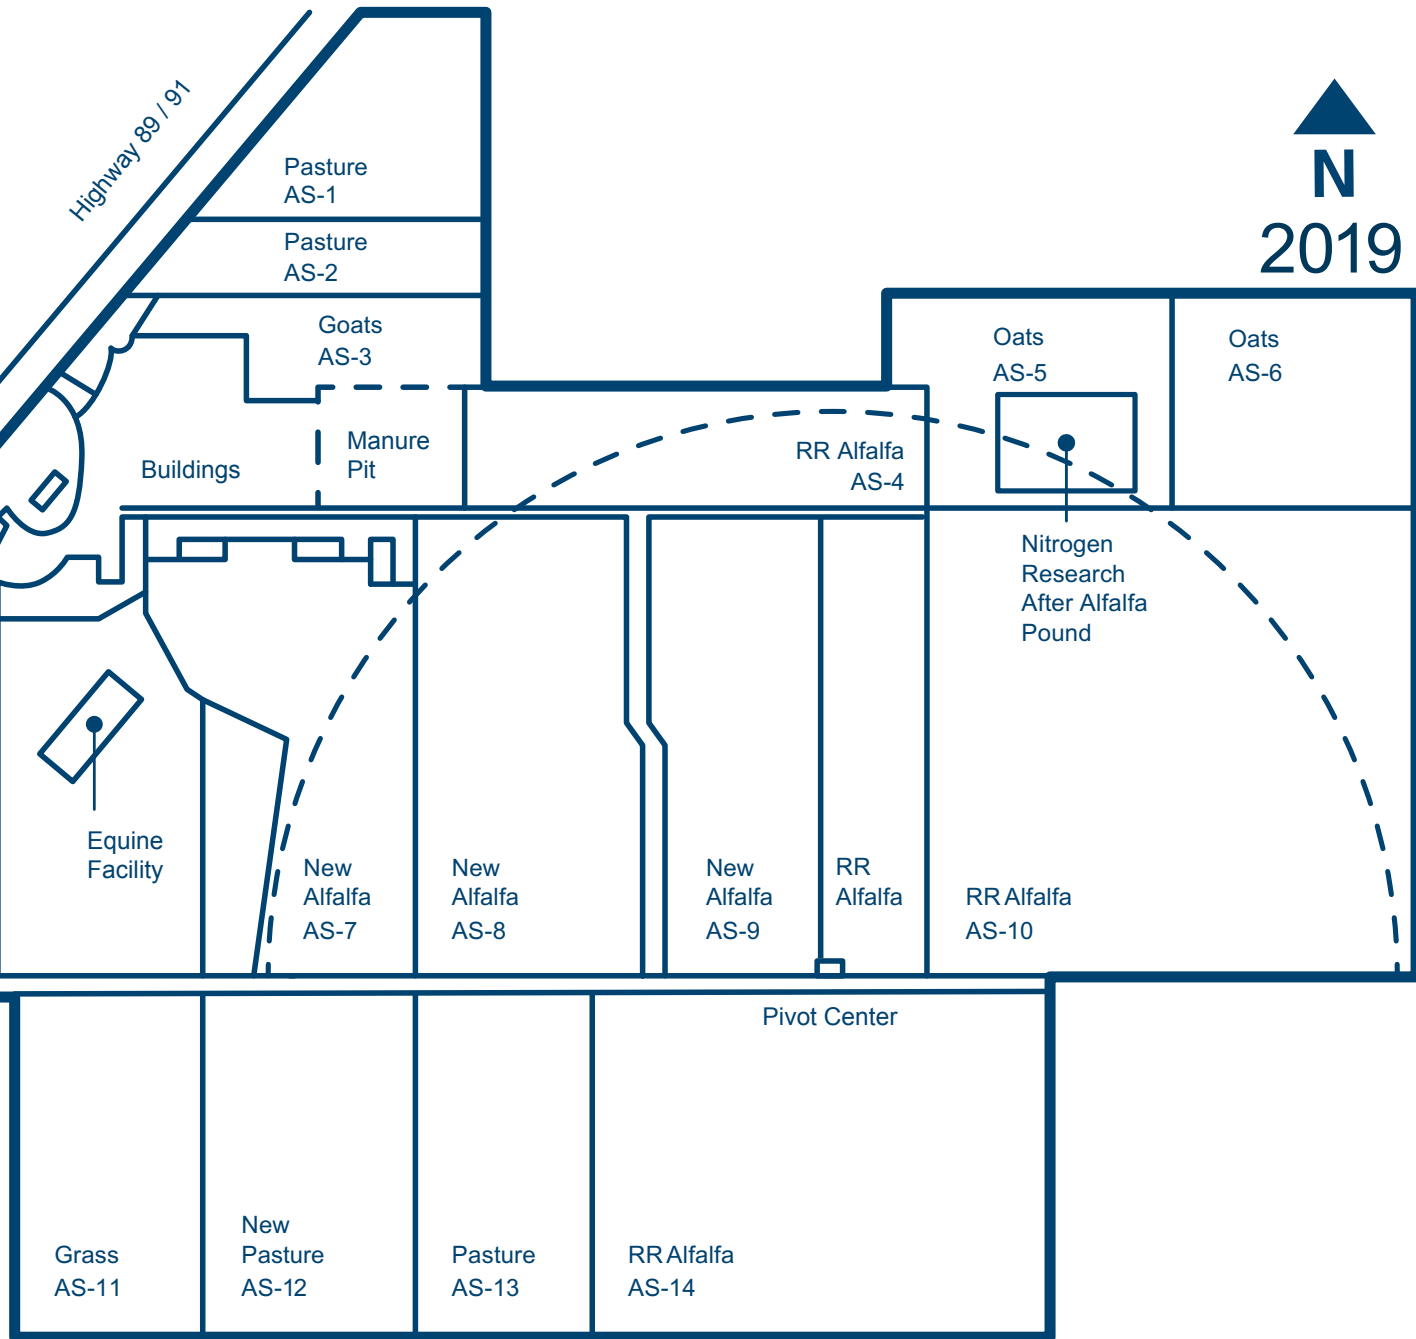 Highway 89 / 91
N
2019
Pasture
AS-1
Pasture
AS-2
Goats
AS-3
Oats
AS-5
Oats
AS-6
Buildings
Manure
Pit
RR Alfalfa
AS-4
Nitrogen
Research
After Alfalfa
Pound
Equine
Facility
New
Alfalfa
AS-7
New
Alfalfa
AS-8
New
Alfalfa
AS-9
RR
Alfalfa
RR Alfalfa
AS-10
Pivot Center
Grass
AS-11
New
Pasture
AS-12
Pasture
AS-13
RR Alfalfa
AS-14